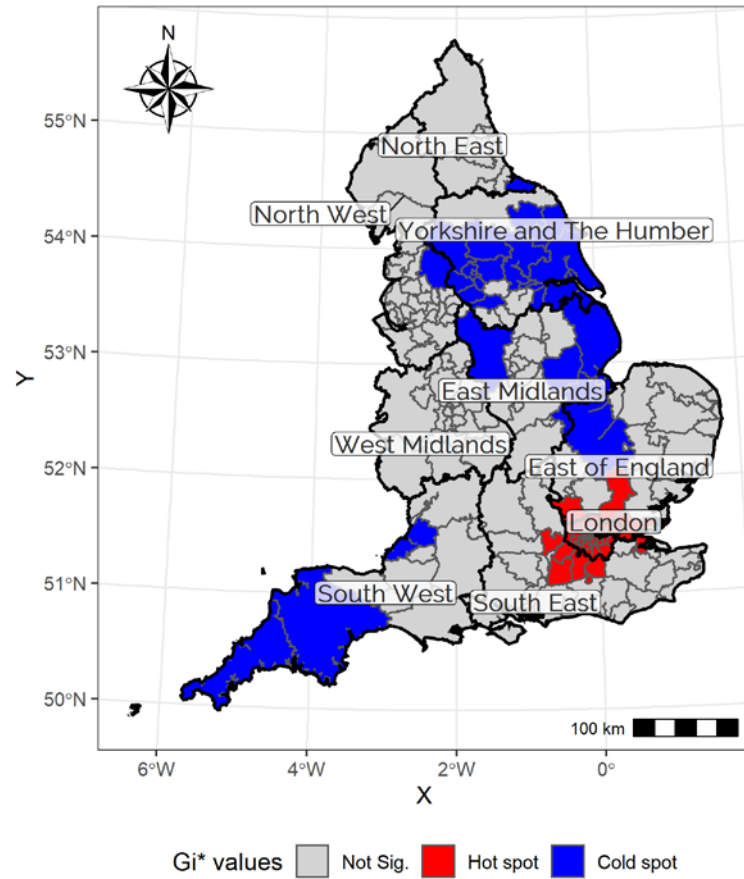 N
55°N
North East
North West
54°N
Yorkshire and The Humber
53°N
East Midlands
West Midlands
52°N
East of England
London
51°N
South West
South East
50°N
100 km
6°W
4°W
2°W
0°
X
Y
Gi* values
Not Sig.
Hot spot
Cold spot